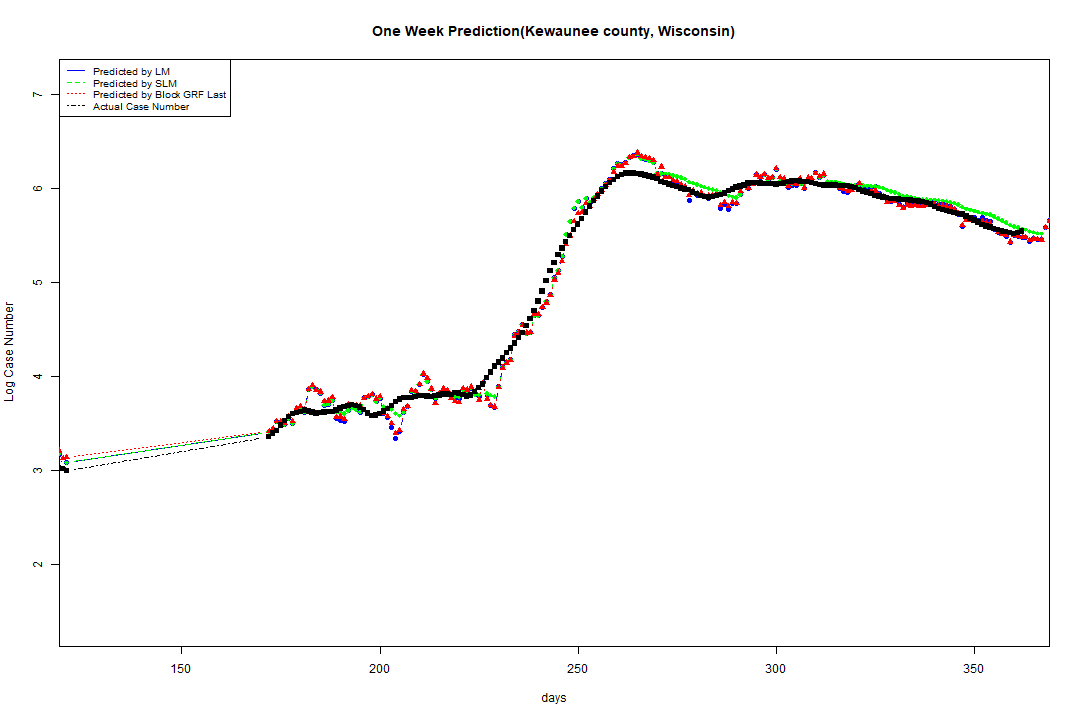 One Week Prediction(Kewaunee county, Wisconsin)
Predicted by LM
Predicted by SLM
Predicted by Block GRF Last
Actual Case Number
7
6
5
4
3
2
Log Case Number
150 200 250 300 350
days